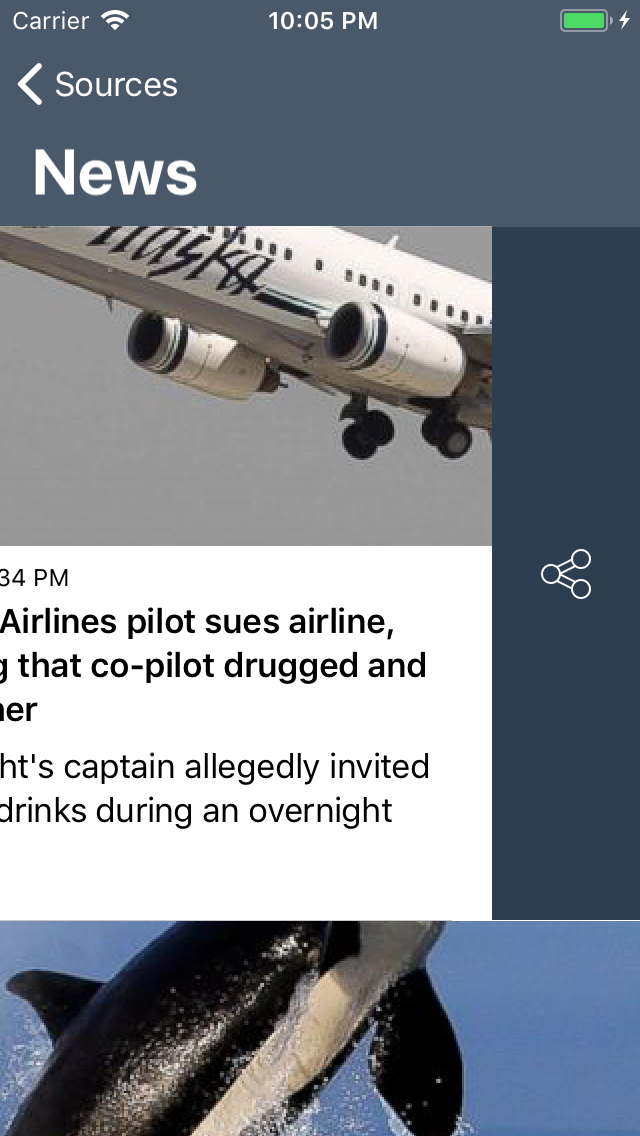 Carrier
10:05 PM
Sources
News
Alaska
34 PM
Airlines pilot sues airline,
g that co-pilot drugged and
her
ht's captain allegedly invited
drinks during an overnight